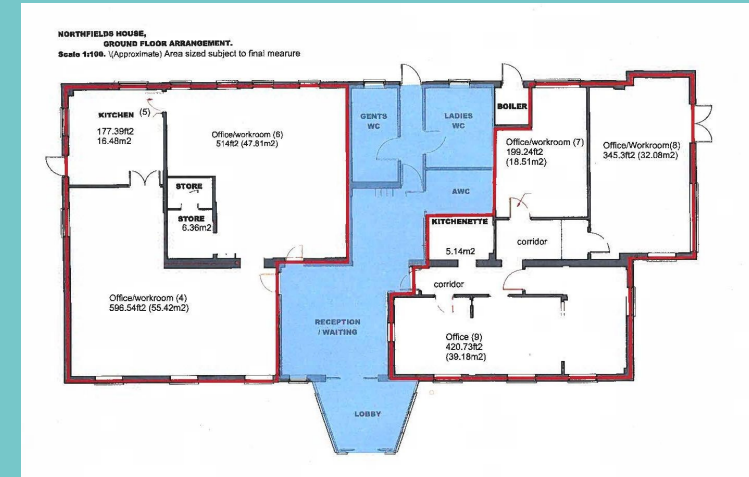 NORTHFIELDS HOUSE,
GROUND FLOOR ARRANGEMENT.
Scale 1:100. \(Approximate) Area sized subject to final mearure
KITCHEN (5)
177.39ft2
16.48m2
Office/workroom (6)
514ft2 (47.81m2)
GENTS
WC
LADIES
WC
BOILER
Office/workroom (7)
199.24ft2
(18.51m2)
Office/Workroom(8)
345.3ft2 (32.08m2)
STORE
STORE
6.36m2
AWC
KITCHENETTE
5.14m2
corridor
corridor
Office/workroom (4)
596.54ft2 (55.42m2)
RECEPTION
/ WAITING
Office (9)
420.73ft2
(39.18m2)
LOBBY